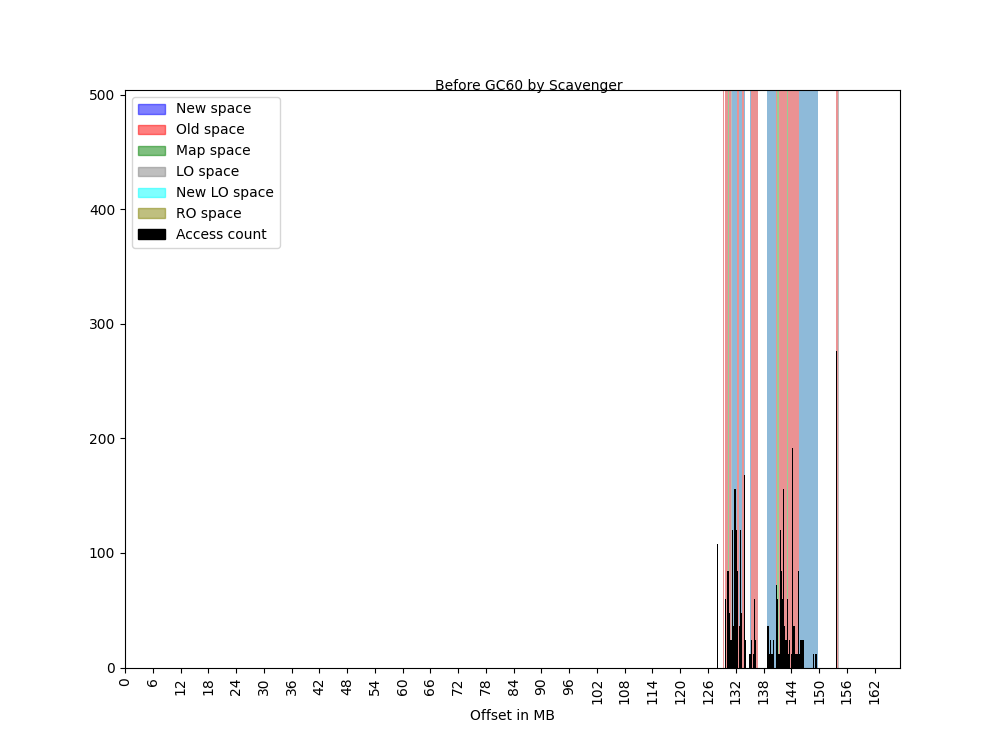 Before GC60 by Scavenger
500
400
300
200
100
0
New space
Old space
Map space
LO space
New LO space
RO space
Access count
0 6 12 18 24 30 36 42 48 54 60 66 72 78 84 90 96 102 108 114 120 126 132 138 144 150 156 162
Offset in MB